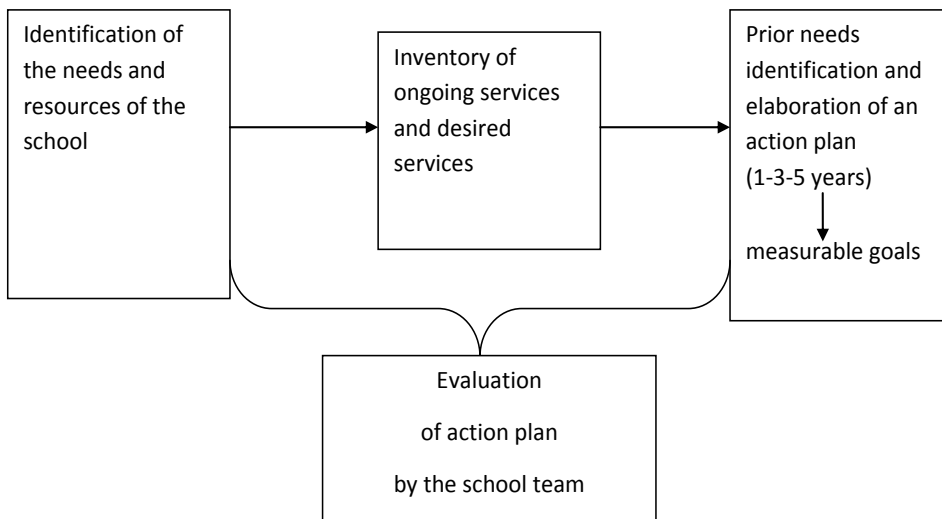 Identification of
the needs and
resources of the
school
Inventory of
ongoing services
and desired
services
Prior needs
identification and
elaboration of an
action plan
(1-3-5 years)
measurable goals
Evaluation
of action plan
by the school team